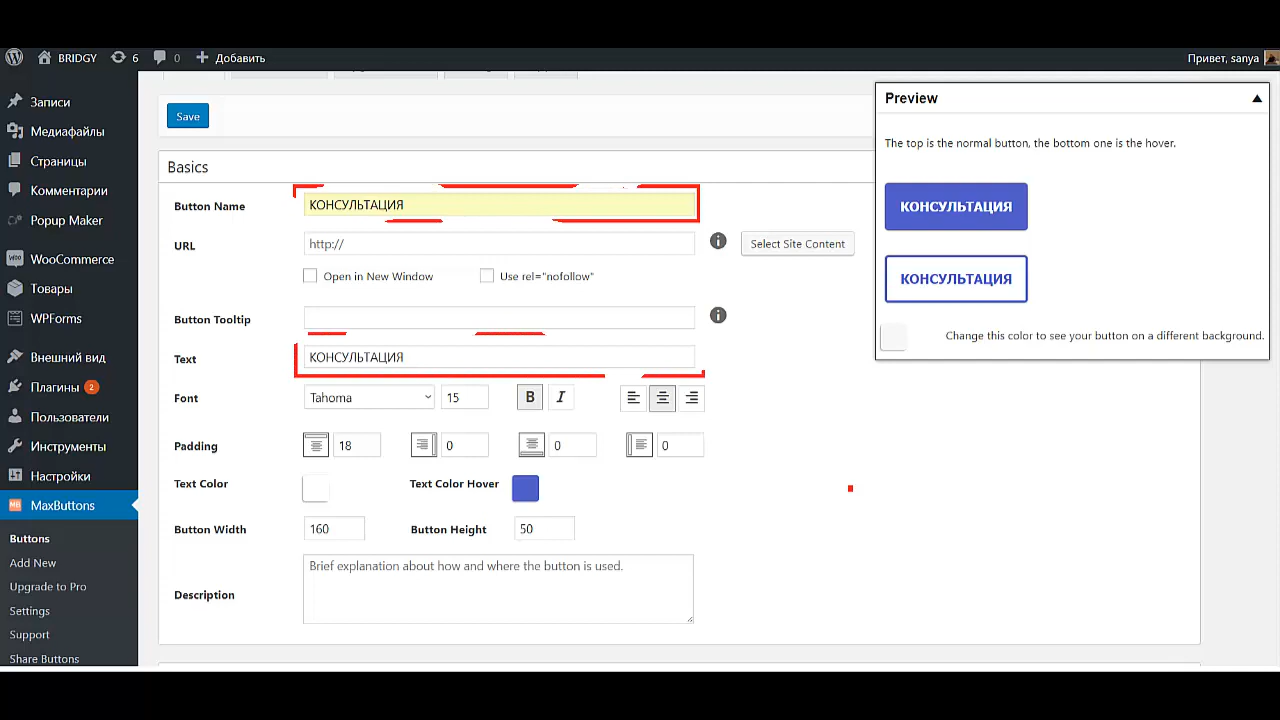 BRIDGY 6 0 Добавить Привет, sanya
Записи
Медиафайлы
Страницы
Комментарии
Popup Maker
WooCommerce
Товары
WPForms
Внешний вид
Плагины 2
Пользователи
Инструменты
Настройки
MaxButtons
Buttons
Add New
Upgrade to Pro
Settings
Support
Share Buttons
Save
Basics
Button Name КОНСУЛЬТАЦИЯ
URL http:// Select Site Content
Open in New Window Use rel="nofollow"
Button Tooltip
Text КОНСУЛЬТАЦИЯ
Font Tahoma 15 B I
Padding 18 0 0 0
Text Color Text Color Hover
Button Width 160 Button Height 50
Description Brief explanation about how and where the button is used.
Preview
The top is the normal button, the bottom one is the hover.
КОНСУЛЬТАЦИЯ
КОНСУЛЬТАЦИЯ
Change this color to see your button on a different background.